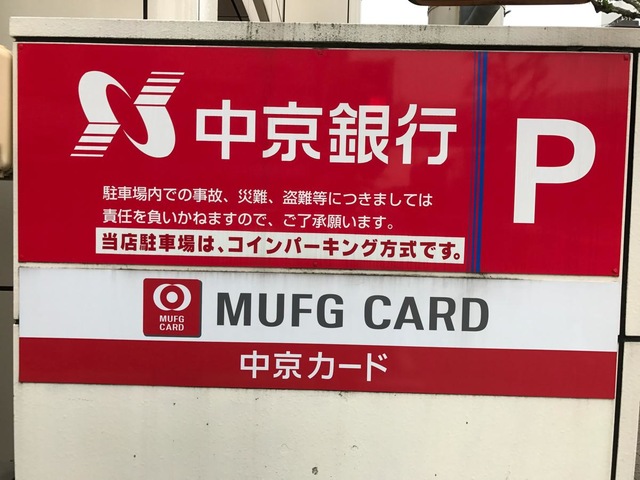 中京銀行
P
駐車場内での事故、災難、盗難等につきましては
責任を負いかねますので、ご了承願います。
当店駐車場は、コインパーキング方式です。
MUFG
CARD
MUFG CARD
中京カード